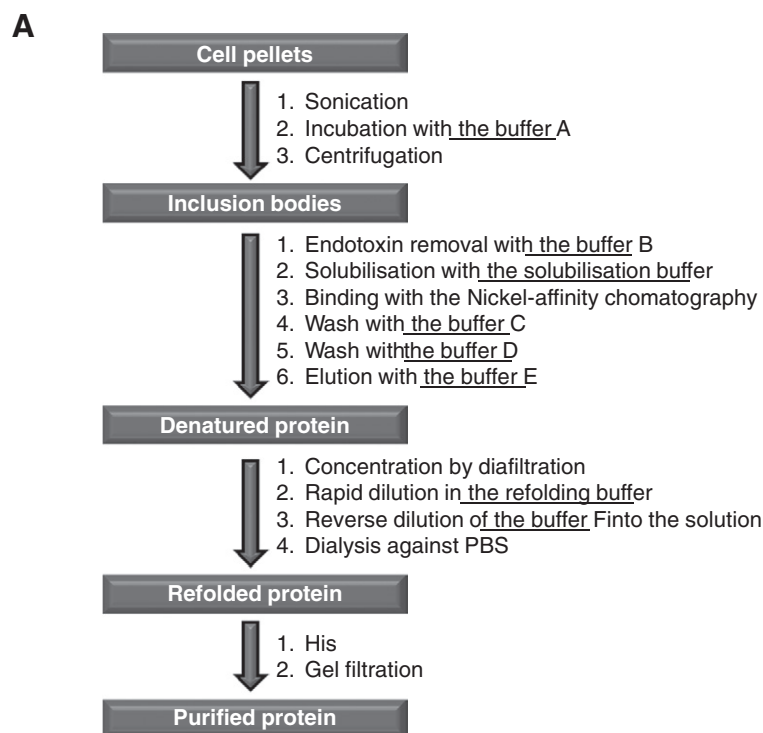 A
Cell pellets
1. Sonication
2. Incubation with the buffer A
3. Centrifugation
Inclusion bodies
1. Endotoxin removal with the buffer B
2. Solubilisation with the solubilisation buffer
3. Binding with the Nickel-affinity chomatography
4. Wash with the buffer C
5. Wash withthe buffer D
6. Elution with the buffer E
Denatured protein
1. Concentration by diafiltration
2. Rapid dilution in the refolding buffer
3. Reverse dilution of the buffer Finto the solution
4. Dialysis against PBS
Refolded protein
1. His
2. Gel filtration
Purified protein